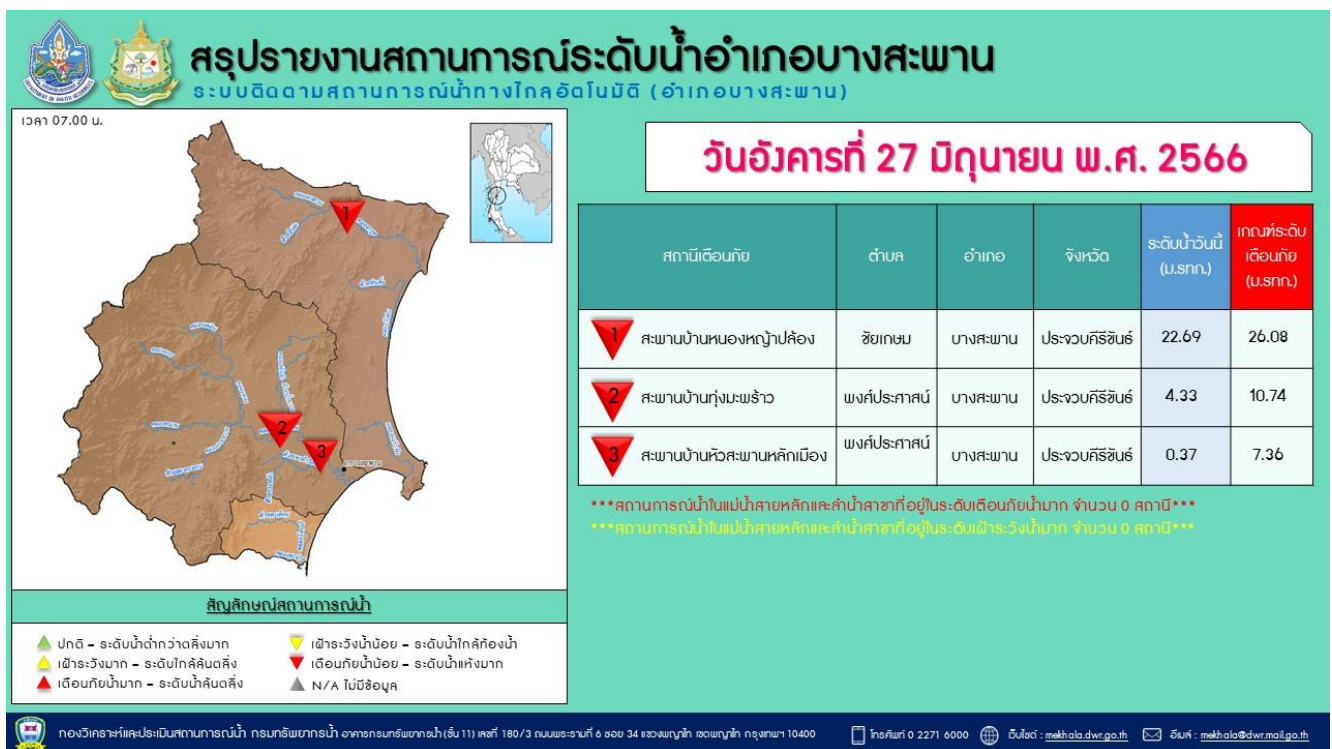 สรุปรายงานสถานการณ์ระดับน้ำอำเภอบางสะพาน
ระบบติดตามสถานการณ์น้ำทางไกลอัตโนมัติ (อำเภอบางสะพาน)
เวลา 07.00 น.
1
2
3
วันอังคารที่ 27 มิถุนายน พ.ศ. 2566
สถานีเตือนภัย ตำบล อำเภอ จังหวัด ระดับน้ำวันนี้ (ม.รทก.) เกณฑ์ระดับเตือนภัย (ม.รทก.)
1 สะพานบ้านหนองหญ้าปล้อง ชัยเกษม บางสะพาน ประจวบคีรีขันธ์ 22.69 26.08
2 สะพานบ้านทุ่งมะพร้าว พงศ์ประศาสน์ บางสะพาน ประจวบคีรีขันธ์ 4.33 10.74
3 สะพานบ้านหัวสะพานหลักเมือง พงศ์ประศาสน์ บางสะพาน ประจวบคีรีขันธ์ 0.37 7.36
***สถานการณ์น้ำในแม่น้ำสายหลักและลำน้ำสาขาที่อยู่ในระดับเตือนภัยน้ำมาก จำนวน 0 สถานี***
***สถานการณ์น้ำในแม่น้ำสายหลักและลำน้ำสาขาที่อยู่ในระดับเฝ้าระวังน้ำมาก จำนวน 0 สถานี***
สัญลักษณ์สถานการณ์น้ำ
ปกติ – ระดับน้ำต่ำกว่าตลิ่งมาก
เฝ้าระวังมาก – ระดับใกล้ล้นตลิ่ง
เตือนภัยน้ำมาก – ระดับน้ำล้นตลิ่ง
เฝ้าระวังน้ำน้อย – ระดับน้ำใกล้ท้องน้ำ
เตือนภัยน้ำน้อย – ระดับน้ำแห้งมาก
N/A ไม่มีข้อมูล
กองวิเคราะห์และประเมินสถานการณ์น้ำ กรมทรัพยากรน้ำ อาคารกรมทรัพยากรน้ำ (ชั้น 11) เลขที่ 180/3 ถนนพระรามที่ 6 ซอย 34 แขวงพญาไท เขตพญาไท กรุงเทพฯ 10400 โทรศัพท์ 0 2271 6000 เว็บไซต์ : mekhala.dwr.go.th อีเมล์ : mekhala@dwr.mail.go.th